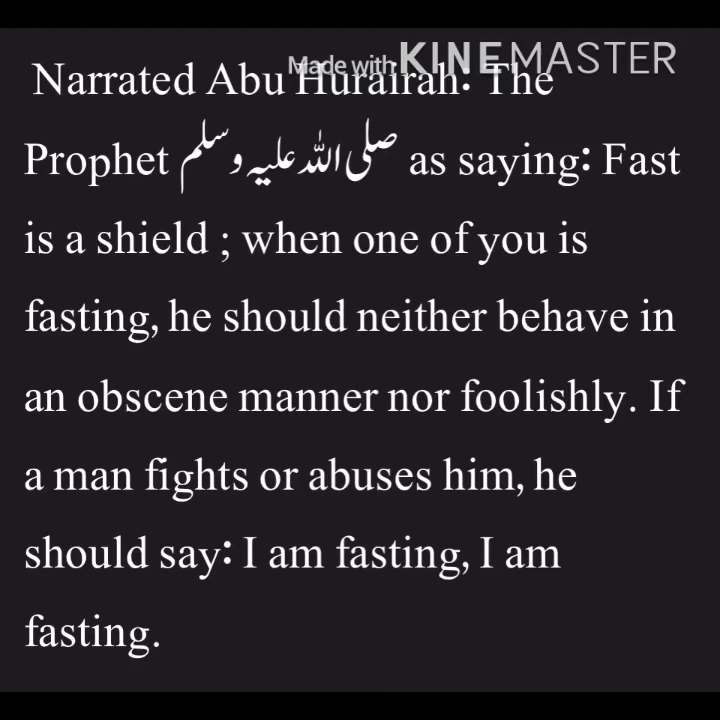 Made with KINEMASTER
Narrated Abu Hurairah: The
Prophet صلی اللہ علیہ وسلم as saying: Fast
is a shield ; when one of you is
fasting, he should neither behave in
an obscene manner nor foolishly. If
a man fights or abuses him, he
should say: I am fasting, I am
fasting.